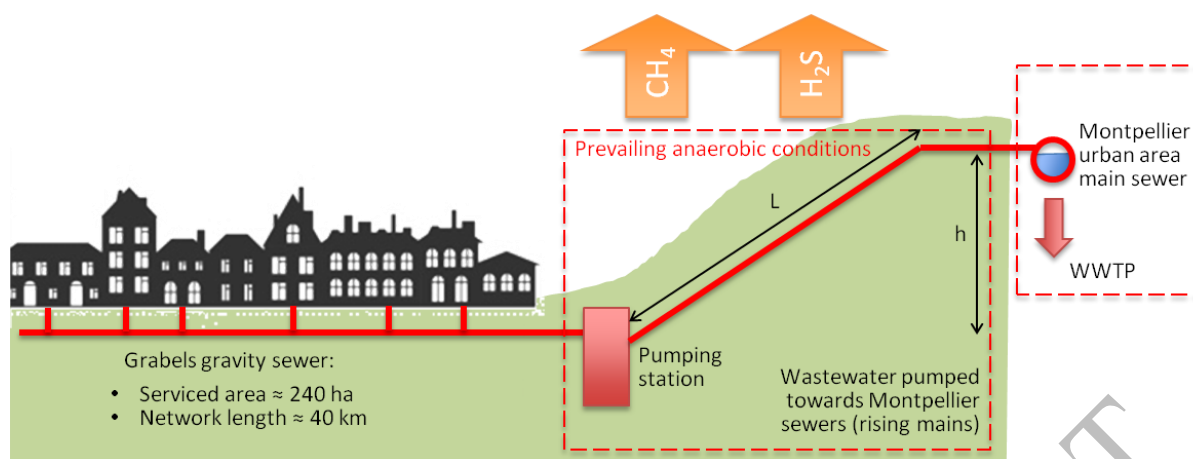 CH₄
H₂S
Prevailing anaerobic conditions
Montpellier
urban area
main sewer
L
h
WWTP
Grabels gravity sewer:
• Serviced area ≈ 240 ha
• Network length ≈ 40 km
Pumping
station
Wastewater pumped
towards Montpellier
sewers (rising mains)
T